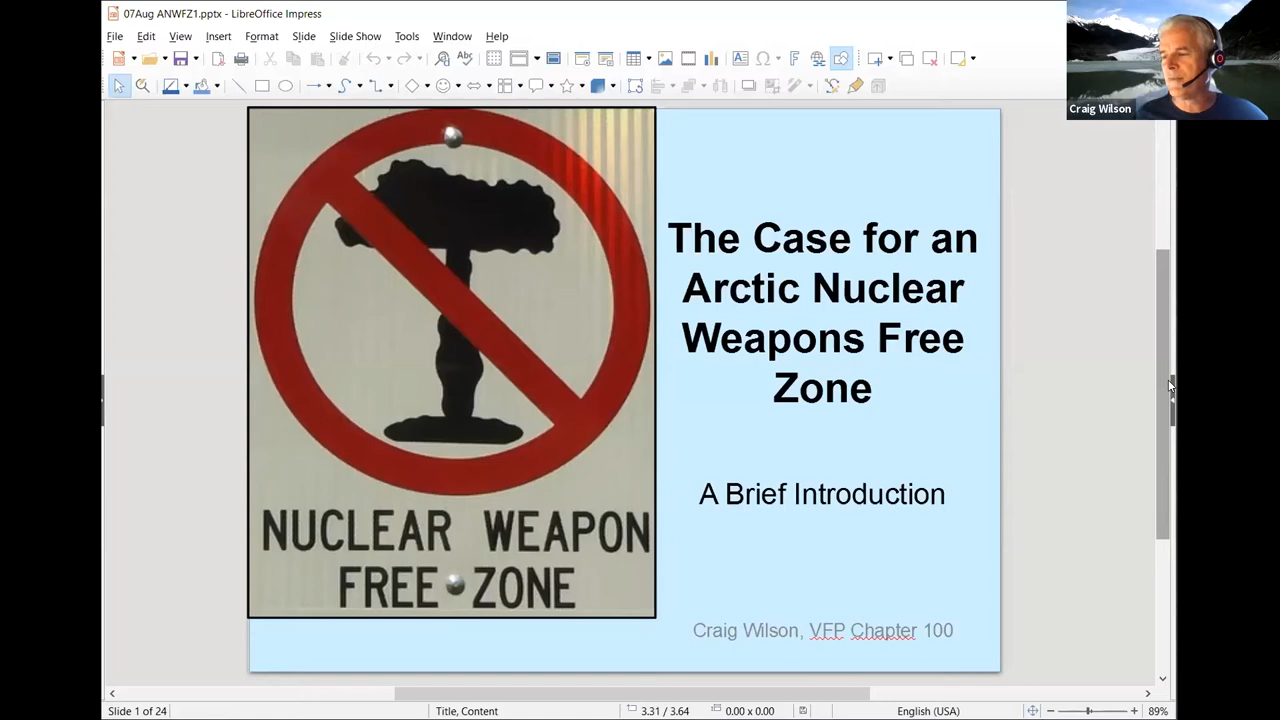 07Aug ANWFZ1.pptx - LibreOffice Impress
File Edit View Insert Format Slide Slide Show Tools Window Help
Craig Wilson
NUCLEAR WEAPON
FREE ZONE
The Case for an
Arctic Nuclear
Weapons Free
Zone
A Brief Introduction
Craig Wilson, VFP Chapter 100
Slide 1 of 24 Title, Content 3.31 / 3.64 0.00 x 0.00 English (USA) 89%